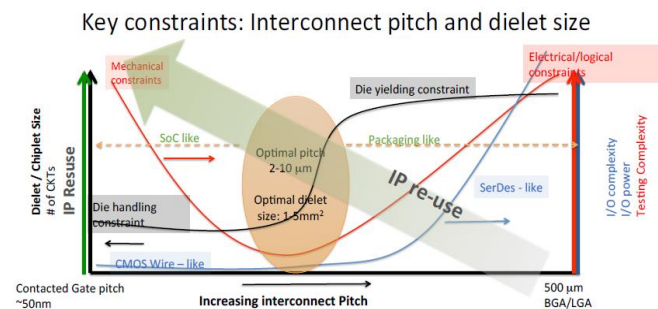 Key constraints: Interconnect pitch and dielet size
Mechanical
constraints
Electrical/logical
constraints
Die yielding constraint
SoC like
Packaging like
Optimal pitch
2-10 μm
Optimal dielet
size: 1-5mm²
IP re-use
SerDes - like
Die handling
constraint
CMOS Wire – like
Dielet / Chiplet Size
# of CKTs
IP Resuse
I/O complexity
I/O power
Testing Complexity
Contacted Gate pitch
~50nm
Increasing interconnect Pitch
500 μm
BGA/LGA